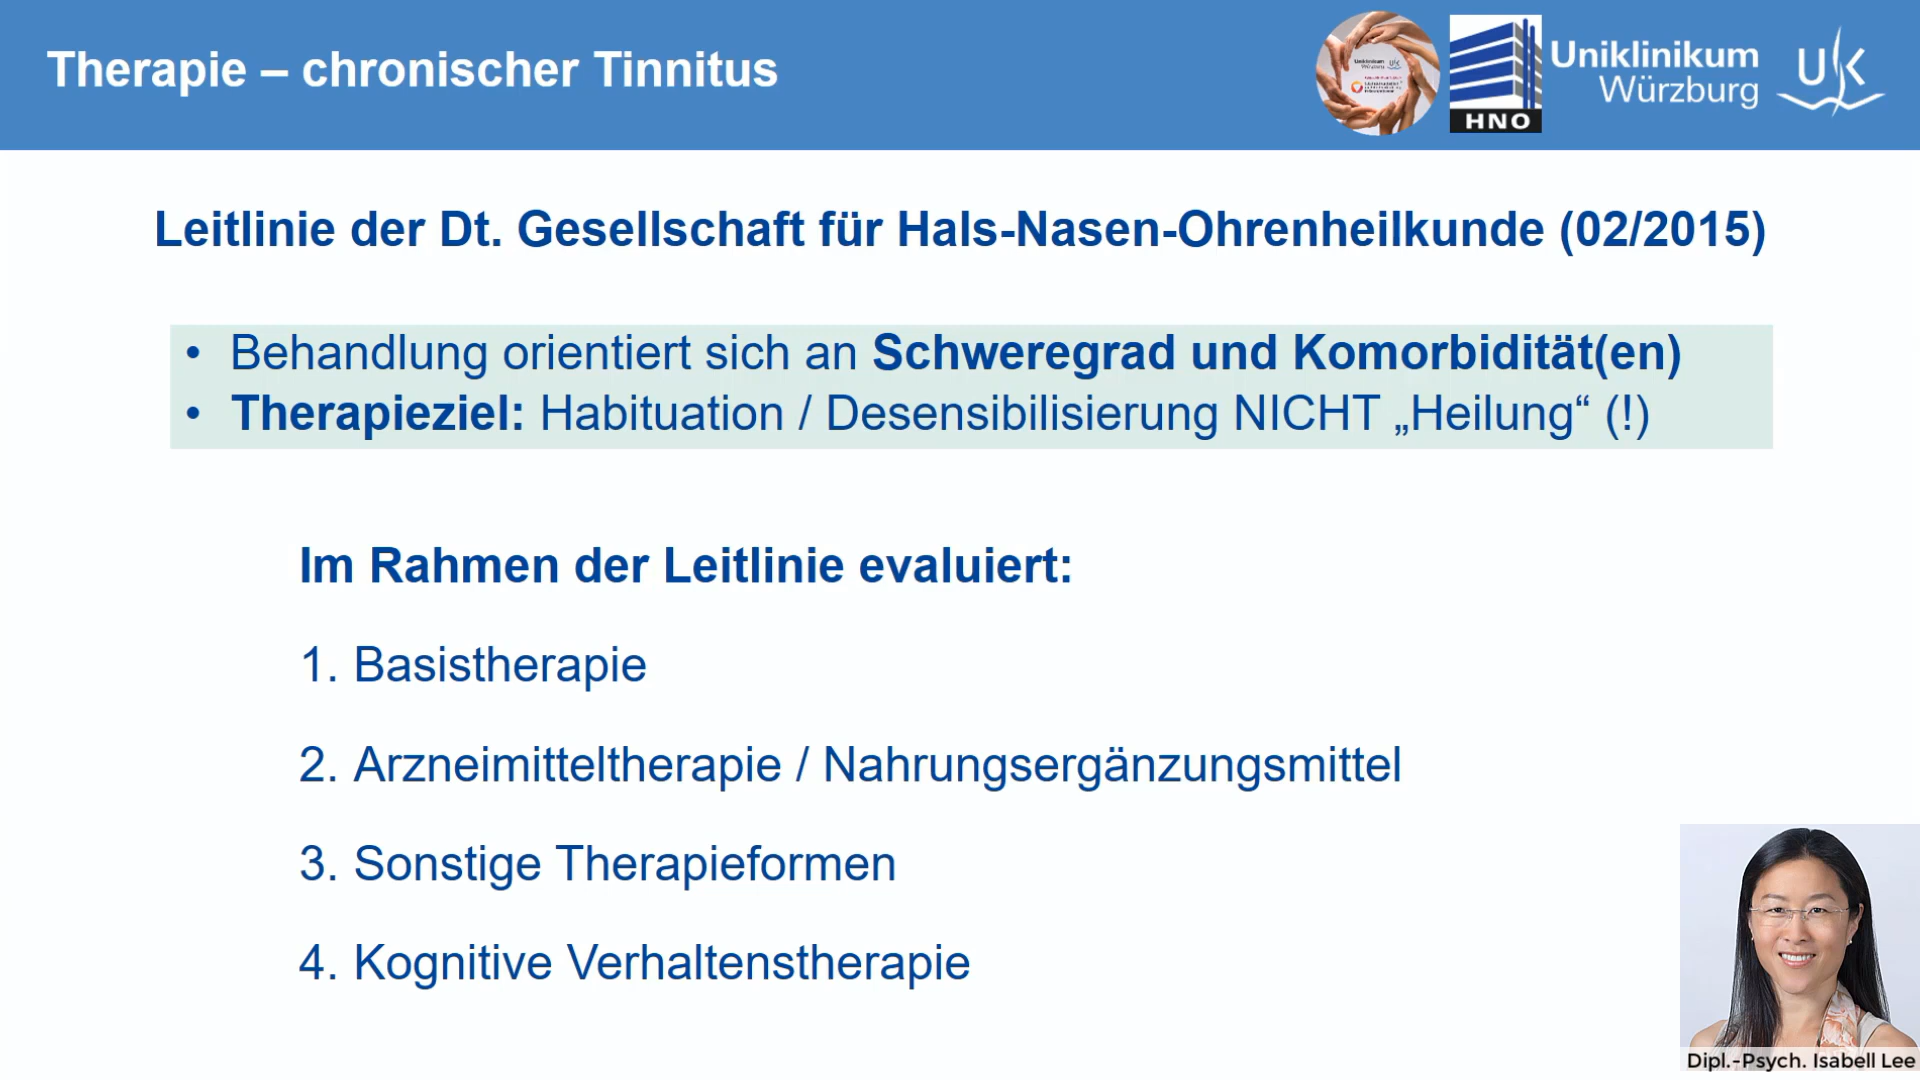 Therapie – chronischer Tinnitus
HNO
Uniklinikum
Würzburg
UK
Leitlinie der Dt. Gesellschaft für Hals-Nasen-Ohrenheilkunde (02/2015)
• Behandlung orientiert sich an Schweregrad und Komorbidität(en)
• Therapieziel: Habituation / Desensibilisierung NICHT „Heilung“ (!)
Im Rahmen der Leitlinie evaluiert:
1. Basistherapie
2. Arzneimitteltherapie / Nahrungsergänzungsmittel
3. Sonstige Therapieformen
4. Kognitive Verhaltenstherapie
Dipl.-Psych. Isabell Lee